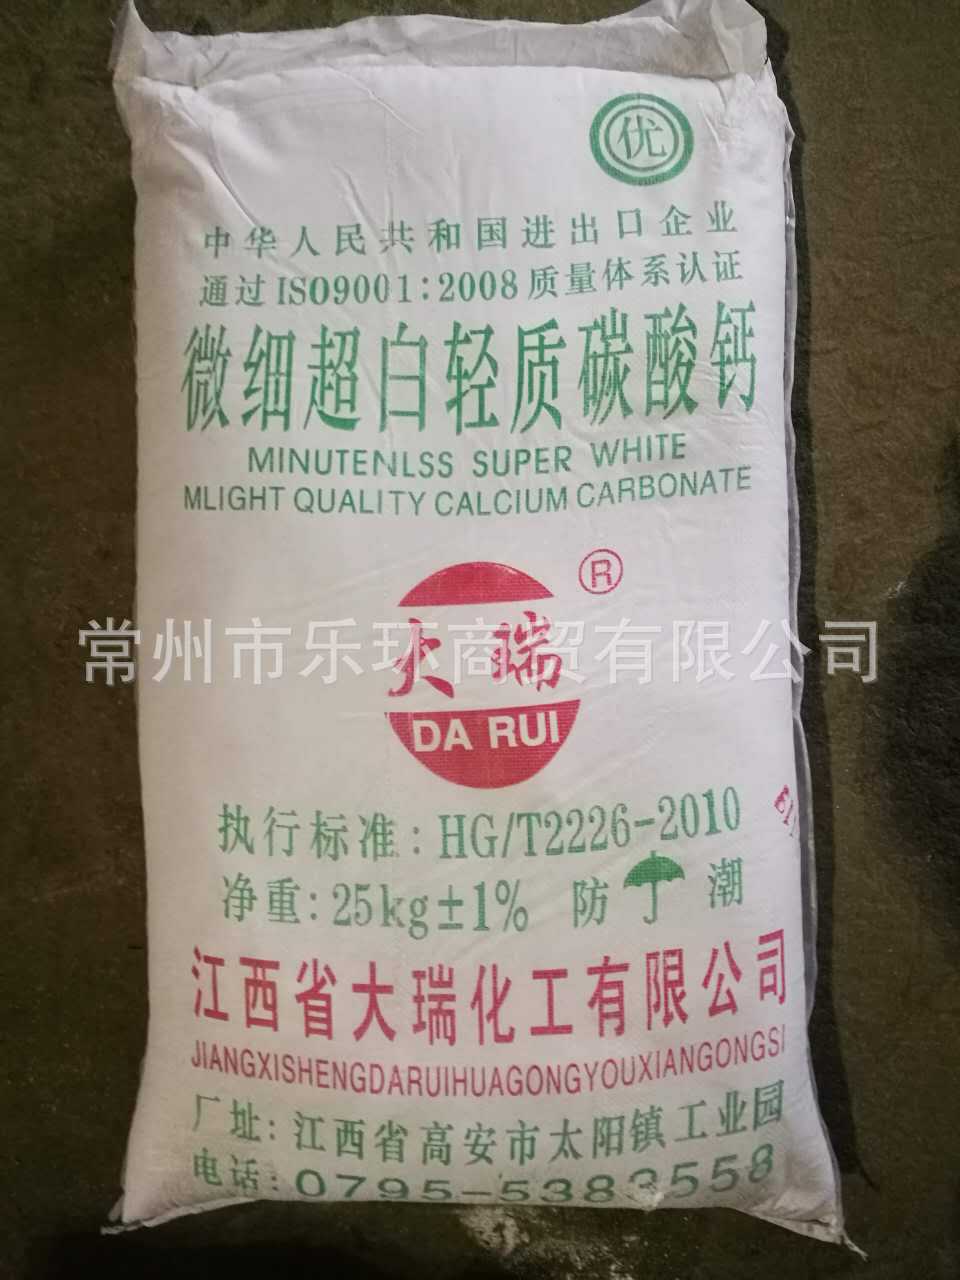 优
中华人民共和国进出口企业
通过ISO9001:2008质量体系认证
微细超白轻质碳酸钙
MINUTENLSS SUPER WHITE
MLIGHT QUALITY CALCIUM CARBONATE
®
大瑞
DA RUI
常州市乐环商贸有限公司
执行标准:HG/T2226-2010
净重:25kg±1% 防潮
江西省大瑞化工有限公司
JIANGXISHENGDARUIHUAGONGYOUXIANGONGSI
厂址:江西省高安市太阳镇工业园
电话:0795-5383558